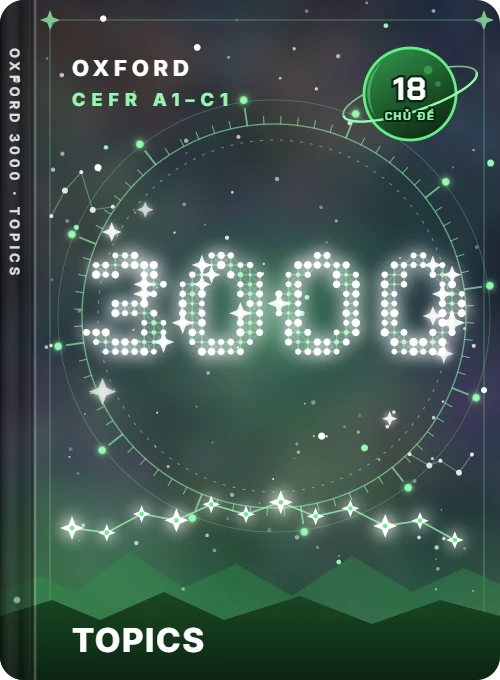 OXFORD 3000 · TOPICS
OXFORD
CEFR A1–C1
18
CHỦ ĐỀ
3000
TOPICS